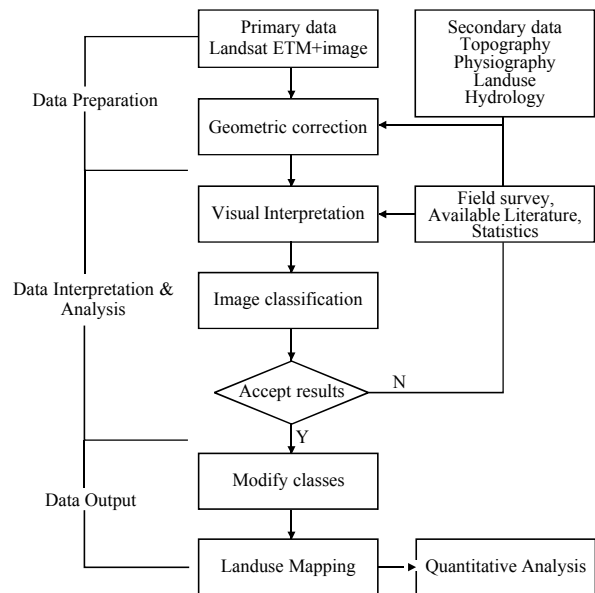 Primary data
Landsat ETM+image
Secondary data
Topography
Physiography
Landuse
Hydrology
Data Preparation
Geometric correction
Visual Interpretation
Field survey,
Available Literature,
Statistics
Data Interpretation &
Analysis
Image classification
Accept results
N
Y
Modify classes
Data Output
Landuse Mapping
Quantitative Analysis